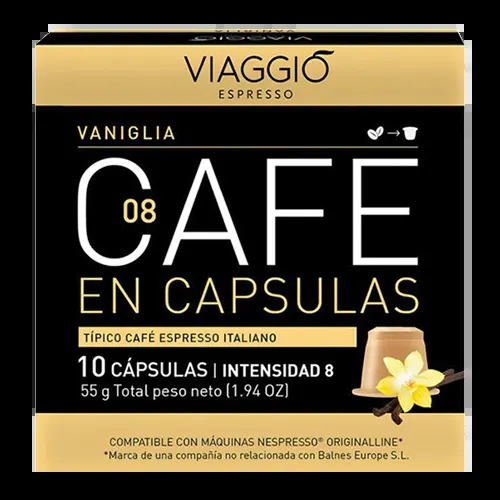 VIAGGIO
ESPRESSO
VANIGLIA
08
CAFE
EN CAPSULAS
TÍPICO CAFÉ ESPRESSO ITALIANO
10 CÁPSULAS | INTENSIDAD 8
55 g Total peso neto (1.94 OZ)
COMPATIBLE CON MÁQUINAS NESPRESSO® ORIGINALLINE*
*Marca de una compañía no relacionada con Balnes Europe S.L.